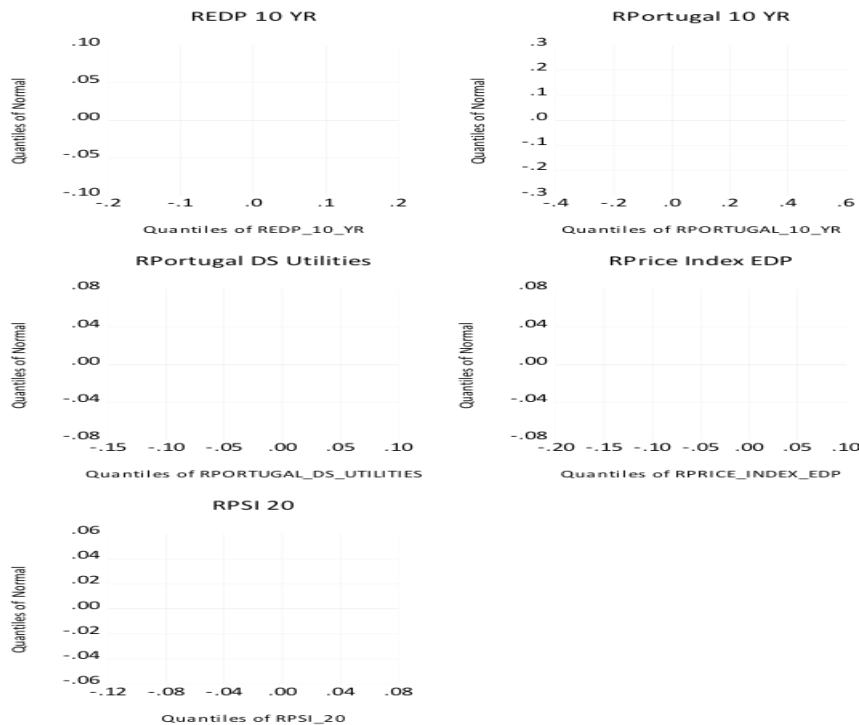 REDP 10 YR
Quantiles of Normal
.10
.05
.00
-.05
-.10
-.2 -.1 .0 .1 .2
Quantiles of REDP_10_YR
RPortugal 10 YR
Quantiles of Normal
.3
.2
.1
.0
-.1
-.2
-.3
-.4 -.2 .0 .2 .4 .6
Quantiles of RPORTUGAL_10_YR
RPortugal DS Utilities
Quantiles of Normal
.08
.04
.00
-.04
-.08
-.15 -.10 -.05 .00 .05 .10
Quantiles of RPORTUGAL_DS_UTILITIES
RPrice Index EDP
Quantiles of Normal
.08
.04
.00
-.04
-.08
-.20 -.15 -.10 -.05 .00 .05 .10
Quantiles of RPRICE_INDEX_EDP
RPSI 20
Quantiles of Normal
.06
.04
.02
.00
-.02
-.04
-.06
-.12 -.08 -.04 .00 .04 .08
Quantiles of RPSI_20